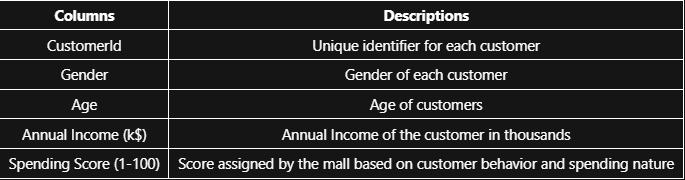 Columns Descriptions
CustomerId Unique identifier for each customer
Gender Gender of each customer
Age Age of customers
Annual Income (k$) Annual Income of the customer in thousands
Spending Score (1-100) Score assigned by the mall based on customer behavior and spending nature